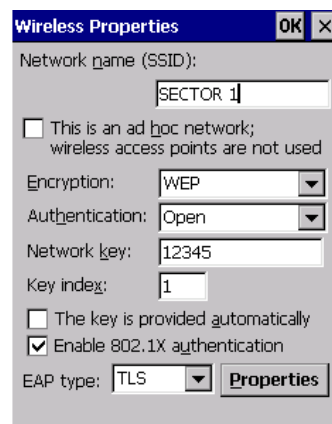 Wireless Properties OK ×
Network name (SSID):
SECTOR 1
This is an ad hoc network;
wireless access points are not used
Encryption: WEP
Authentication: Open
Network key: 12345
Key index: 1
The key is provided automatically
Enable 802.1X authentication
EAP type: TLS Properties